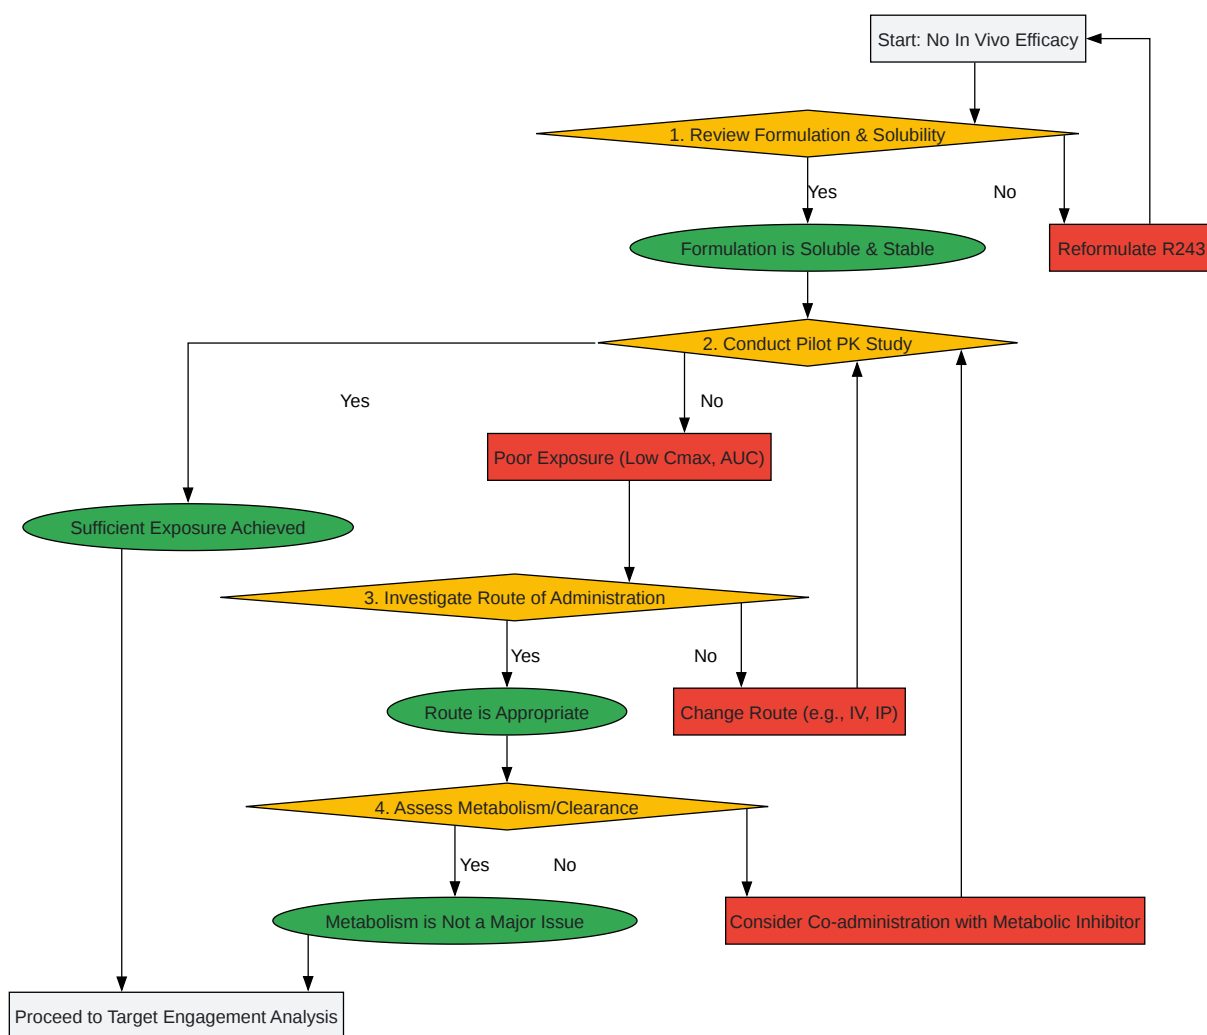 Start: No In Vivo Efficacy
1. Review Formulation & Solubility
Yes
No
Formulation is Soluble & Stable
Reformulate R243
2. Conduct Pilot PK Study
Yes
No
Poor Exposure (Low Cmax, AUC)
Sufficient Exposure Achieved
3. Investigate Route of Administration
Yes
No
Route is Appropriate
Change Route (e.g., IV, IP)
4. Assess Metabolism/Clearance
Yes
No
Metabolism is Not a Major Issue
Consider Co-administration with Metabolic Inhibitor
Proceed to Target Engagement Analysis